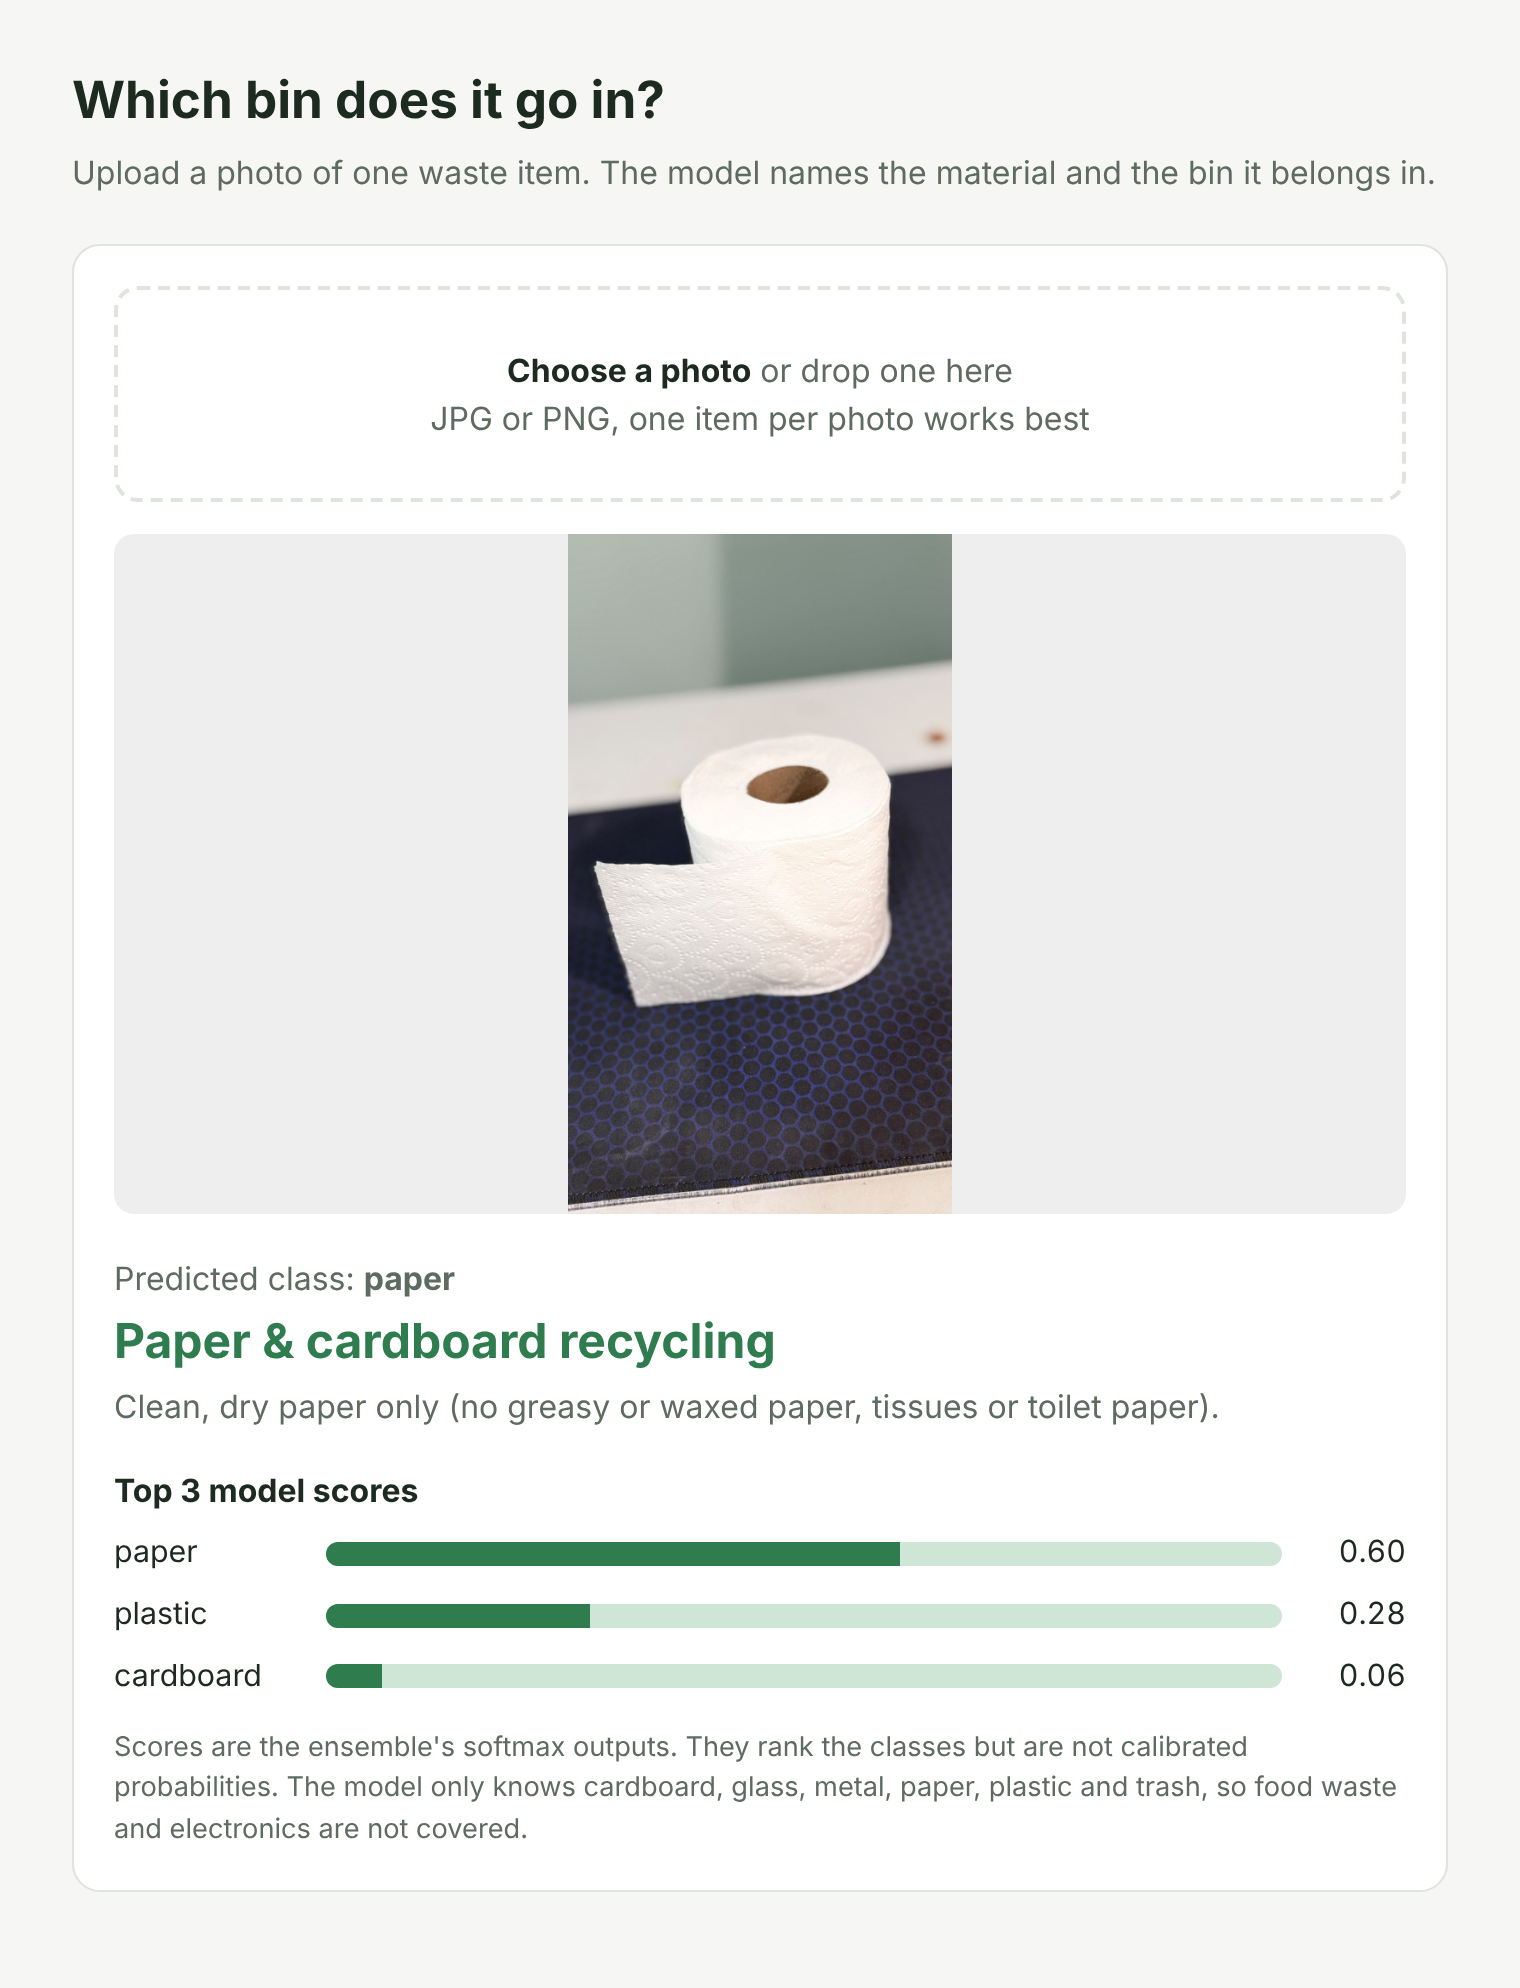 Which bin does it go in?
Upload a photo of one waste item. The model names the material and the bin it belongs in.
Choose a photo or drop one here
JPG or PNG, one item per photo works best
Predicted class: paper
Paper & cardboard recycling
Clean, dry paper only (no greasy or waxed paper, tissues or toilet paper).
Top 3 model scores
paper 0.60
plastic 0.28
cardboard 0.06
Scores are the ensemble's softmax outputs. They rank the classes but are not calibrated
probabilities. The model only knows cardboard, glass, metal, paper, plastic and trash, so food waste
and electronics are not covered.